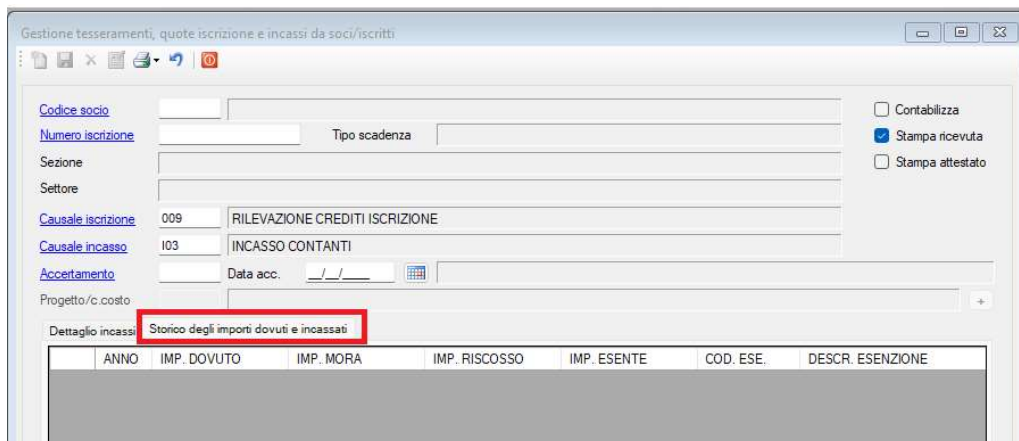 Gestione tesseramenti, quote iscrizione e incassi da soci/iscritti
Codice socio
Contabilizza
Numero iscrizione Tipo scadenza
Stampa ricevuta
Sezione
Stampa attestato
Settore
Causale iscrizione 009 RILEVAZIONE CREDITI ISCRIZIONE
Causale incasso I03 INCASSO CONTANTI
Accertamento Data acc. __/__/____
Progetto/c.costo +
Dettaglio incassi Storico degli importi dovuti e incassati
ANNO IMP. DOVUTO IMP. MORA IMP. RISCOSSO IMP. ESENTE COD. ESE. DESCR. ESENZIONE